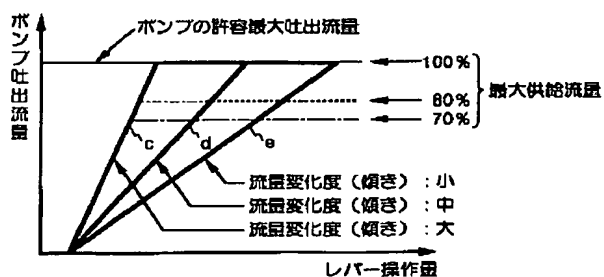 ポンプ吐出流量
ポンプの許容最大吐出流量
100%
80%
70%
最大供給流量
c
d
e
流量変化度(傾き):小
流量変化度(傾き):中
流量変化度(傾き):大
レバー操作量